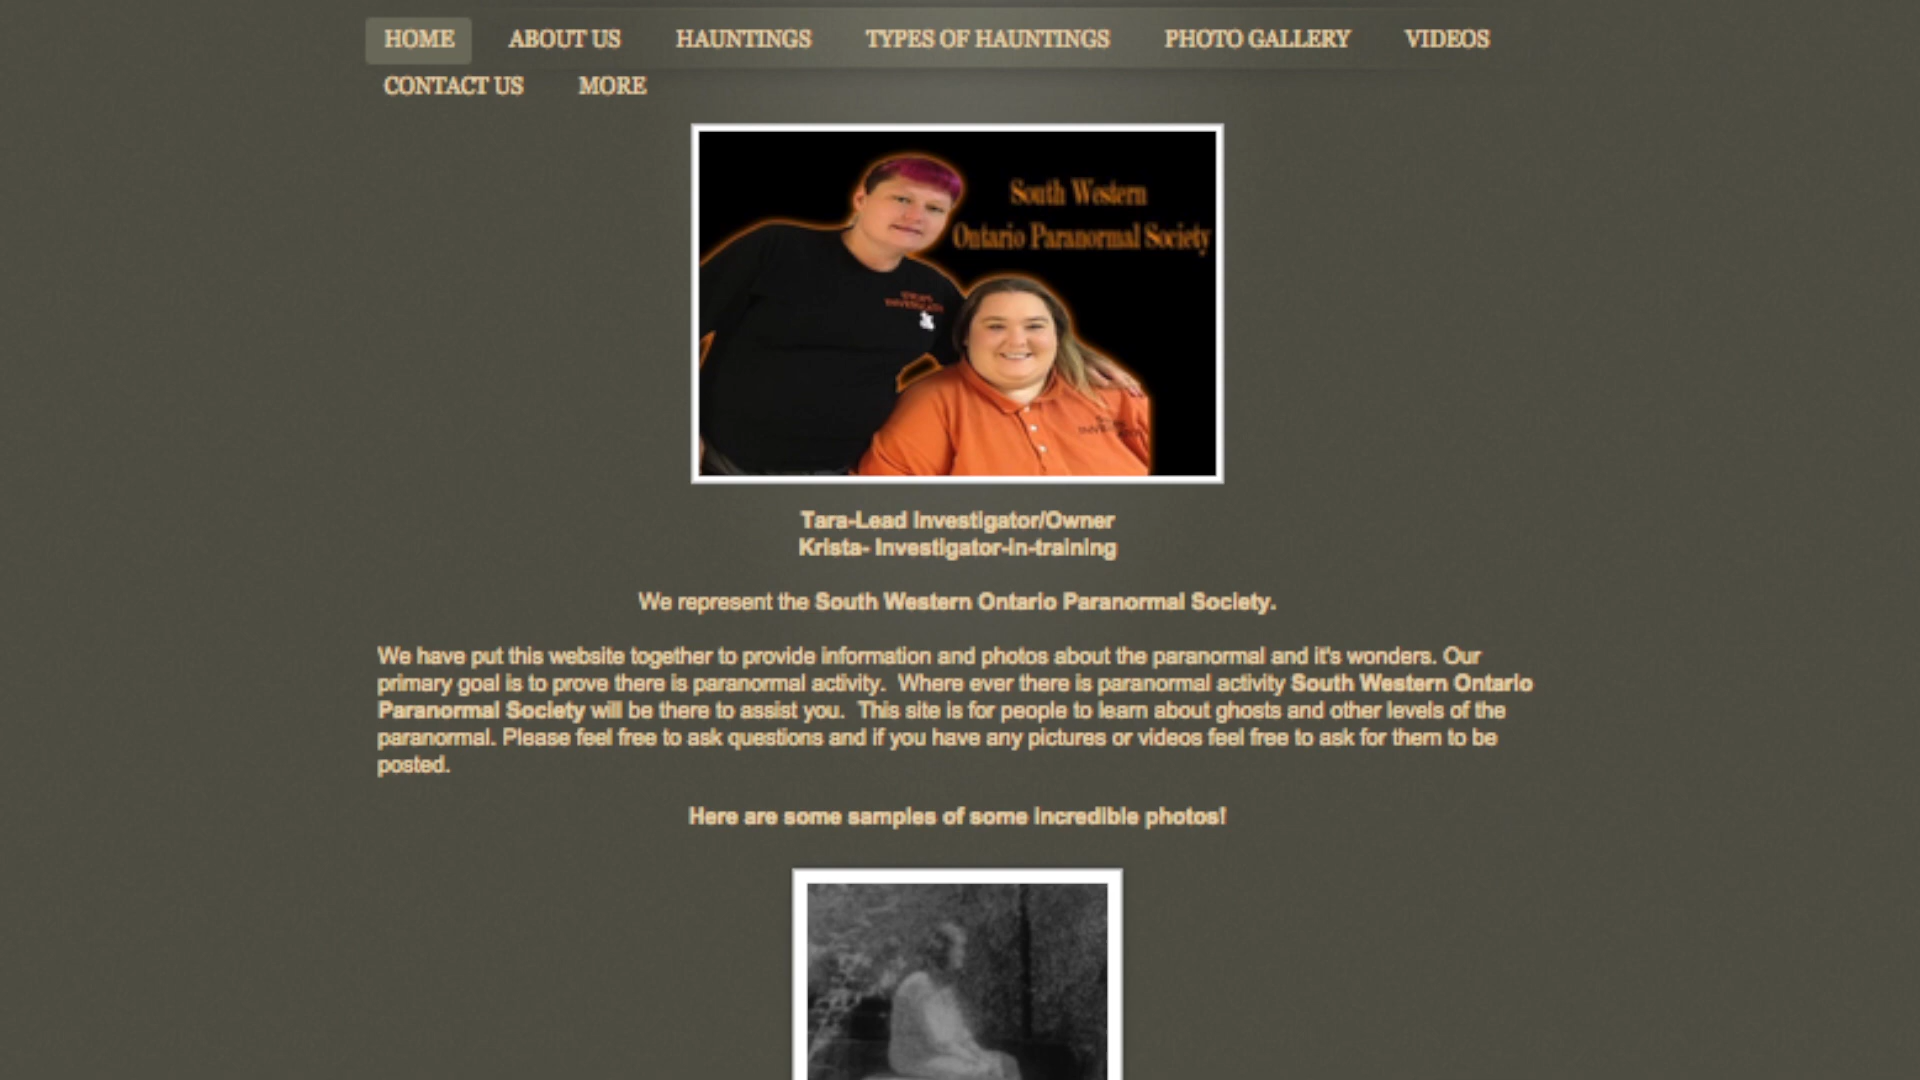 HOME ABOUT US HAUNTINGS TYPES OF HAUNTINGS PHOTO GALLERY VIDEOS
CONTACT US MORE
South Western
Ontario Paranormal Society
Tara-Lead Investigator/Owner
Krista- Investigator-in-training
We represent the South Western Ontario Paranormal Society.
We have put this website together to provide information and photos about the paranormal and it's wonders. Our
primary goal is to prove there is paranormal activity. Where ever there is paranormal activity South Western Ontario
Paranormal Society will be there to assist you. This site is for people to learn about ghosts and other levels of the
paranormal. Please feel free to ask questions and if you have any pictures or videos feel free to ask for them to be
posted.
Here are some samples of some incredible photos!